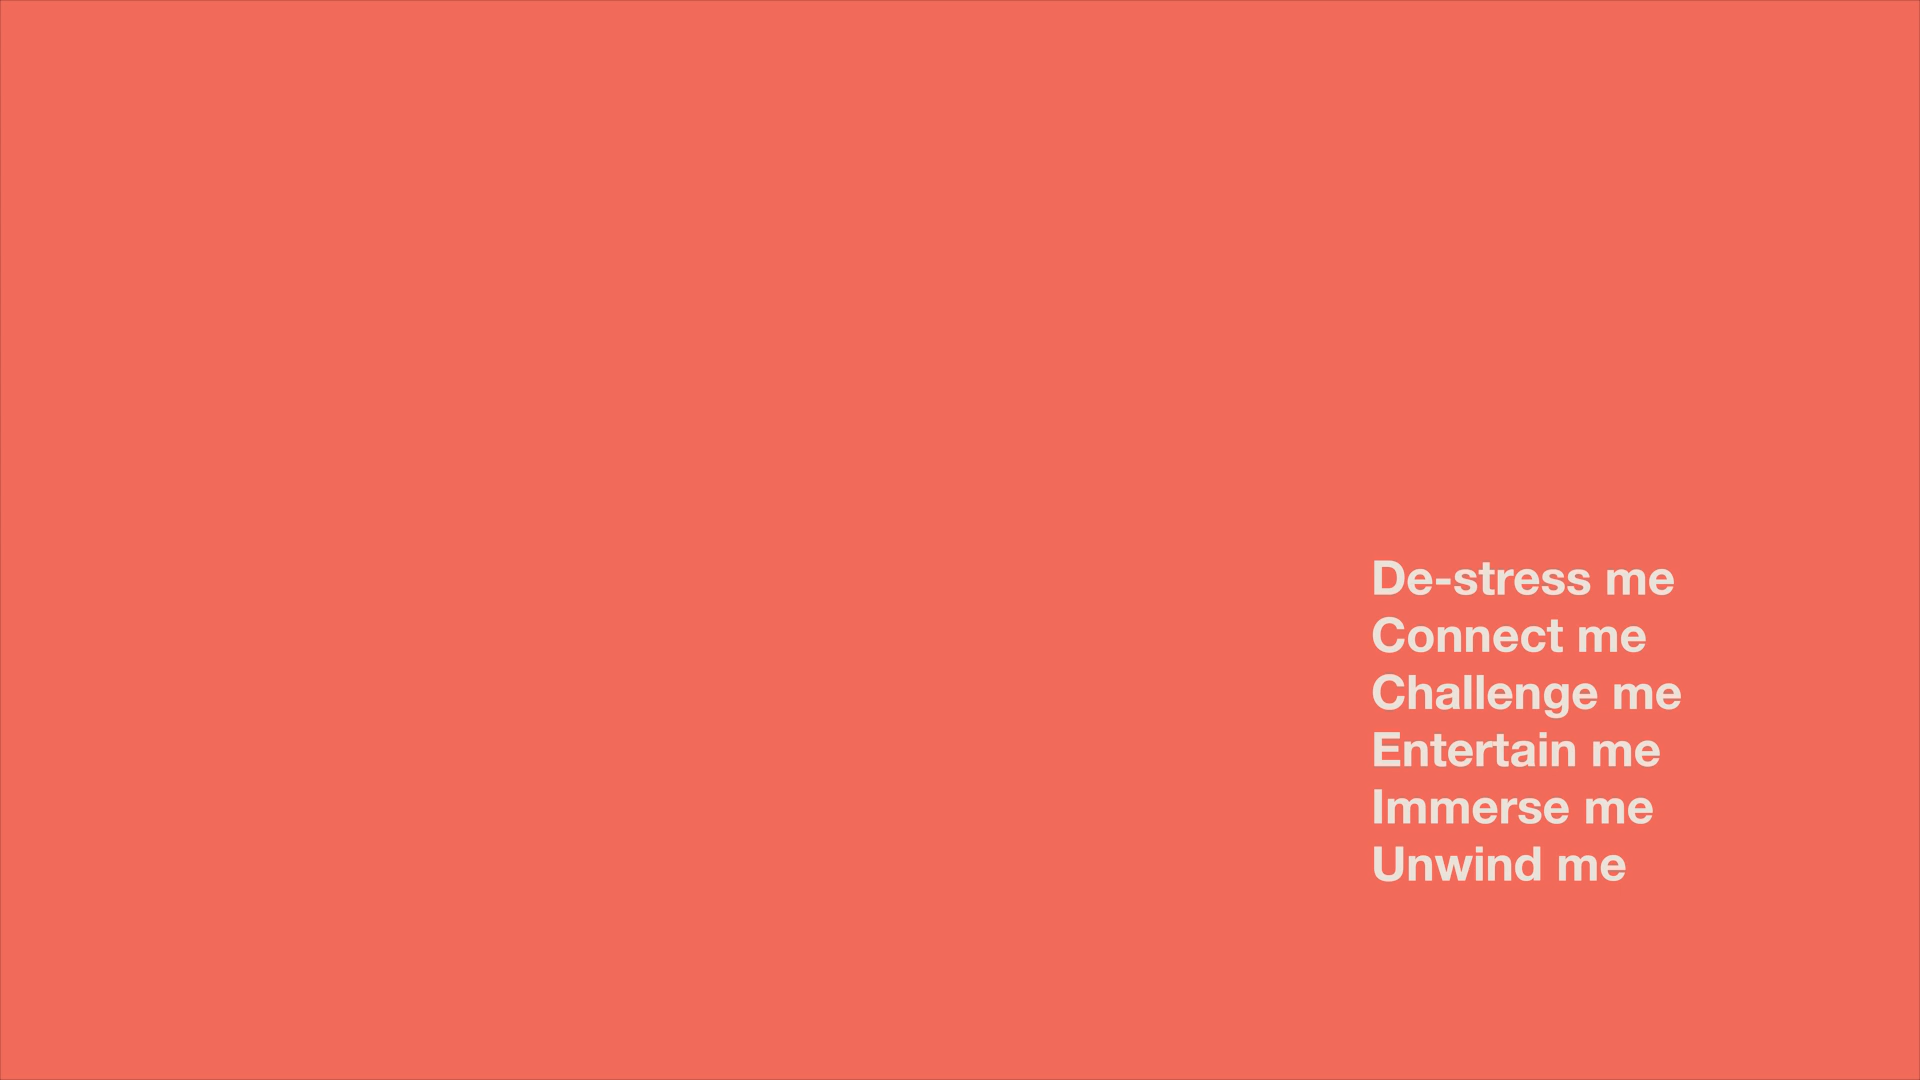 De-stress me
Connect me
Challenge me
Entertain me
Immerse me
Unwind me